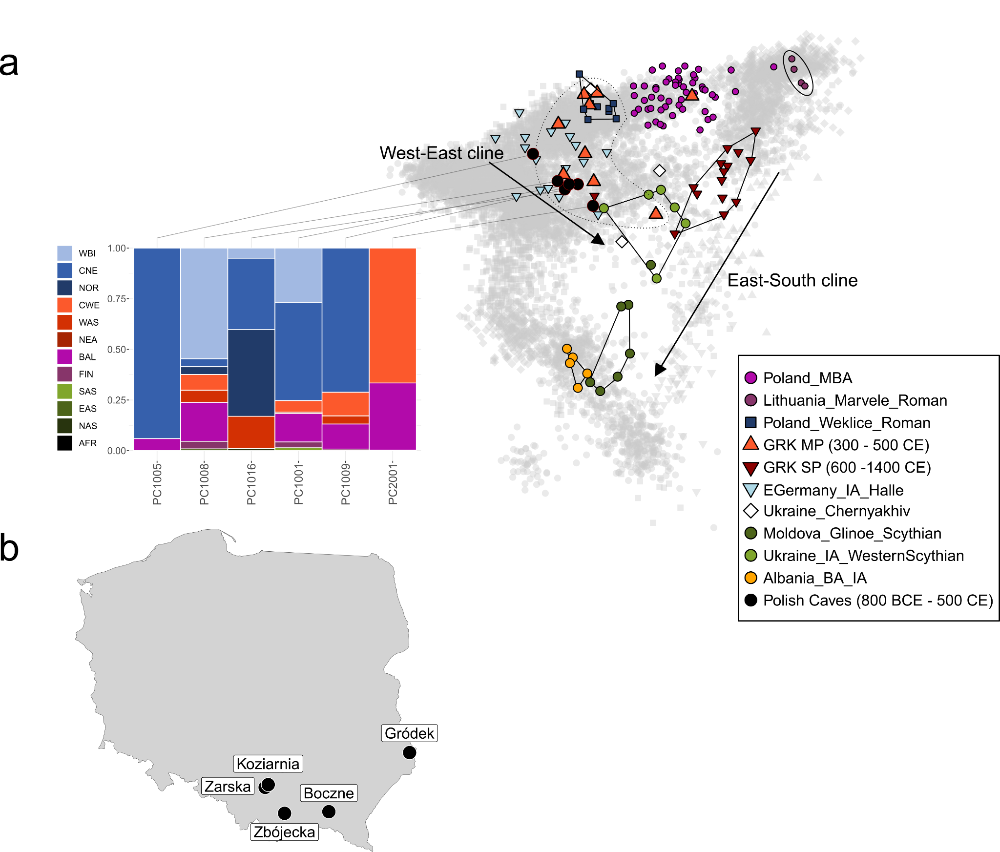 a
West-East cline
East-South cline
WBI
CNE
NOR
CWE
WAS
NEA
BAL
FIN
SAS
EAS
NAS
AFR
1.00
0.75
0.50
0.25
0.00
PC1005
PC1008
PC1016
PC1001
PC1009
PC2001
Poland_MBA
Lithuania_Marvele_Roman
Poland_Weklice_Roman
GRK MP (300 - 500 CE)
GRK SP (600 -1400 CE)
EGermany_IA_Halle
Ukraine_Chernyakhiv
Moldova_Glinoe_Scythian
Ukraine_IA_WesternScythian
Albania_BA_IA
Polish Caves (800 BCE - 500 CE)
b
Gródek
Koziarnia
Zarska
Boczne
Zbójecka